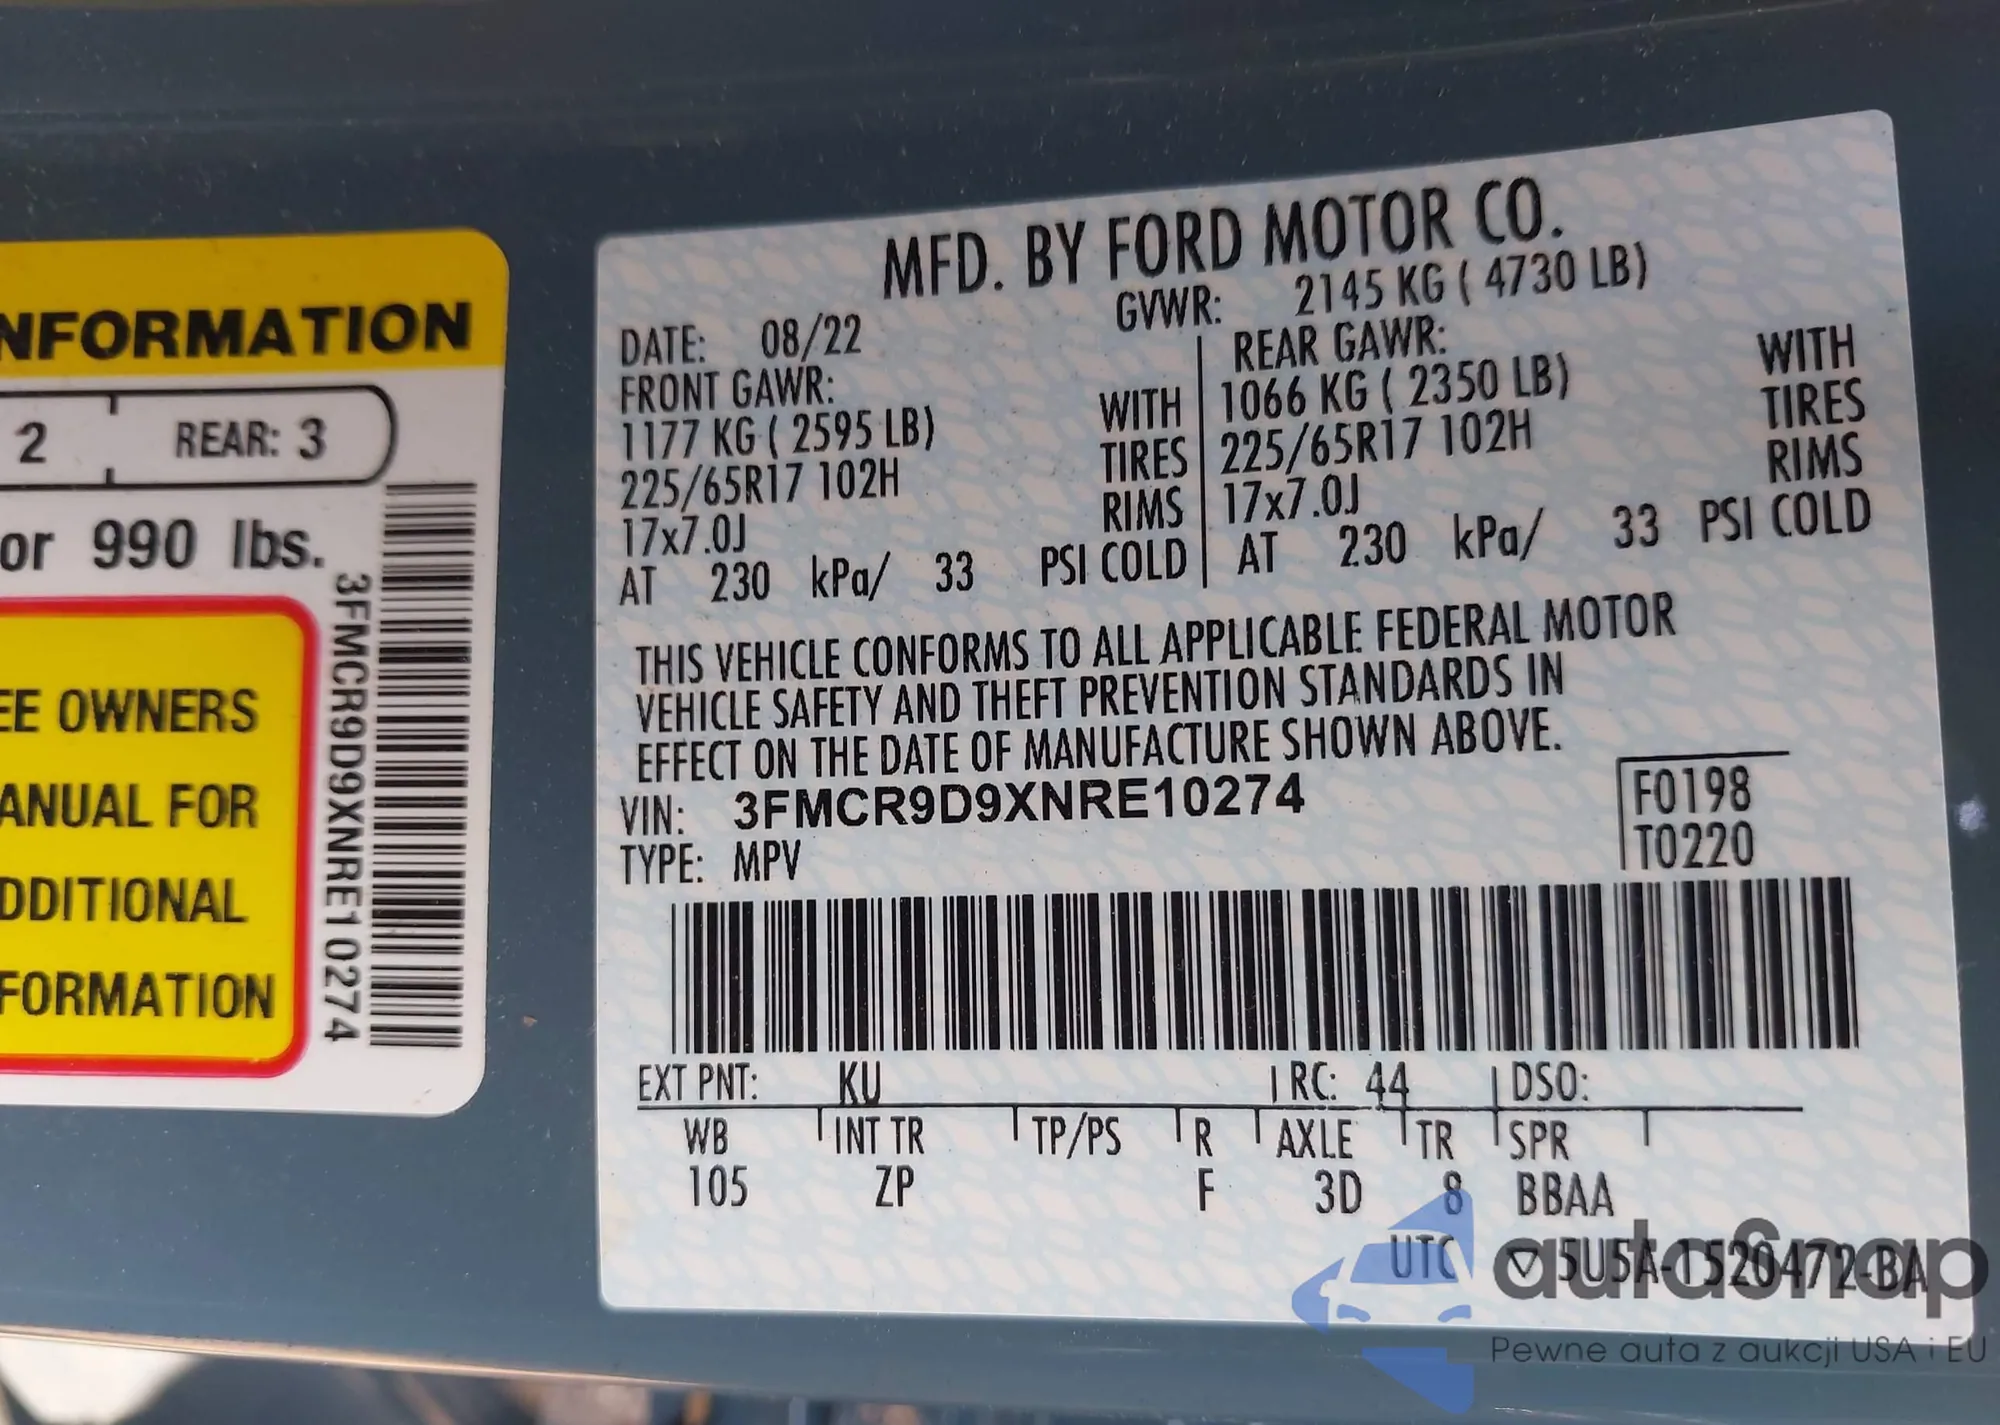 NFORMATION
2 REAR: 3
or 990 lbs.
EE OWNERS
ANUAL FOR
DDITIONAL
FORMATION
3FMCR9D9XNRE10274
MFD. BY FORD MOTOR CO.
DATE: 08/22 GVWR: 2145 KG ( 4730 LB)
FRONT GAWR: REAR GAWR:
1177 KG ( 2595 LB) WITH 1066 KG ( 2350 LB) WITH
225/65R17 102H TIRES 225/65R17 102H TIRES
17x7.0J RIMS 17x7.0J RIMS
AT 230 kPa/ 33 PSI COLD AT 230 kPa/ 33 PSI COLD
THIS VEHICLE CONFORMS TO ALL APPLICABLE FEDERAL MOTOR
VEHICLE SAFETY AND THEFT PREVENTION STANDARDS IN
EFFECT ON THE DATE OF MANUFACTURE SHOWN ABOVE.
VIN: 3FMCR9D9XNRE10274 F0198
TYPE: MPV T0220
EXT PNT: KU RC: 44 DSO:
WB INT TR TP/PS R AXLE TR SPR
105 ZP F 3D 8 BBAA
UTC ▽ 5U5A-1520472-BA
autoSnap
Pewne auta z aukcji USA i EU